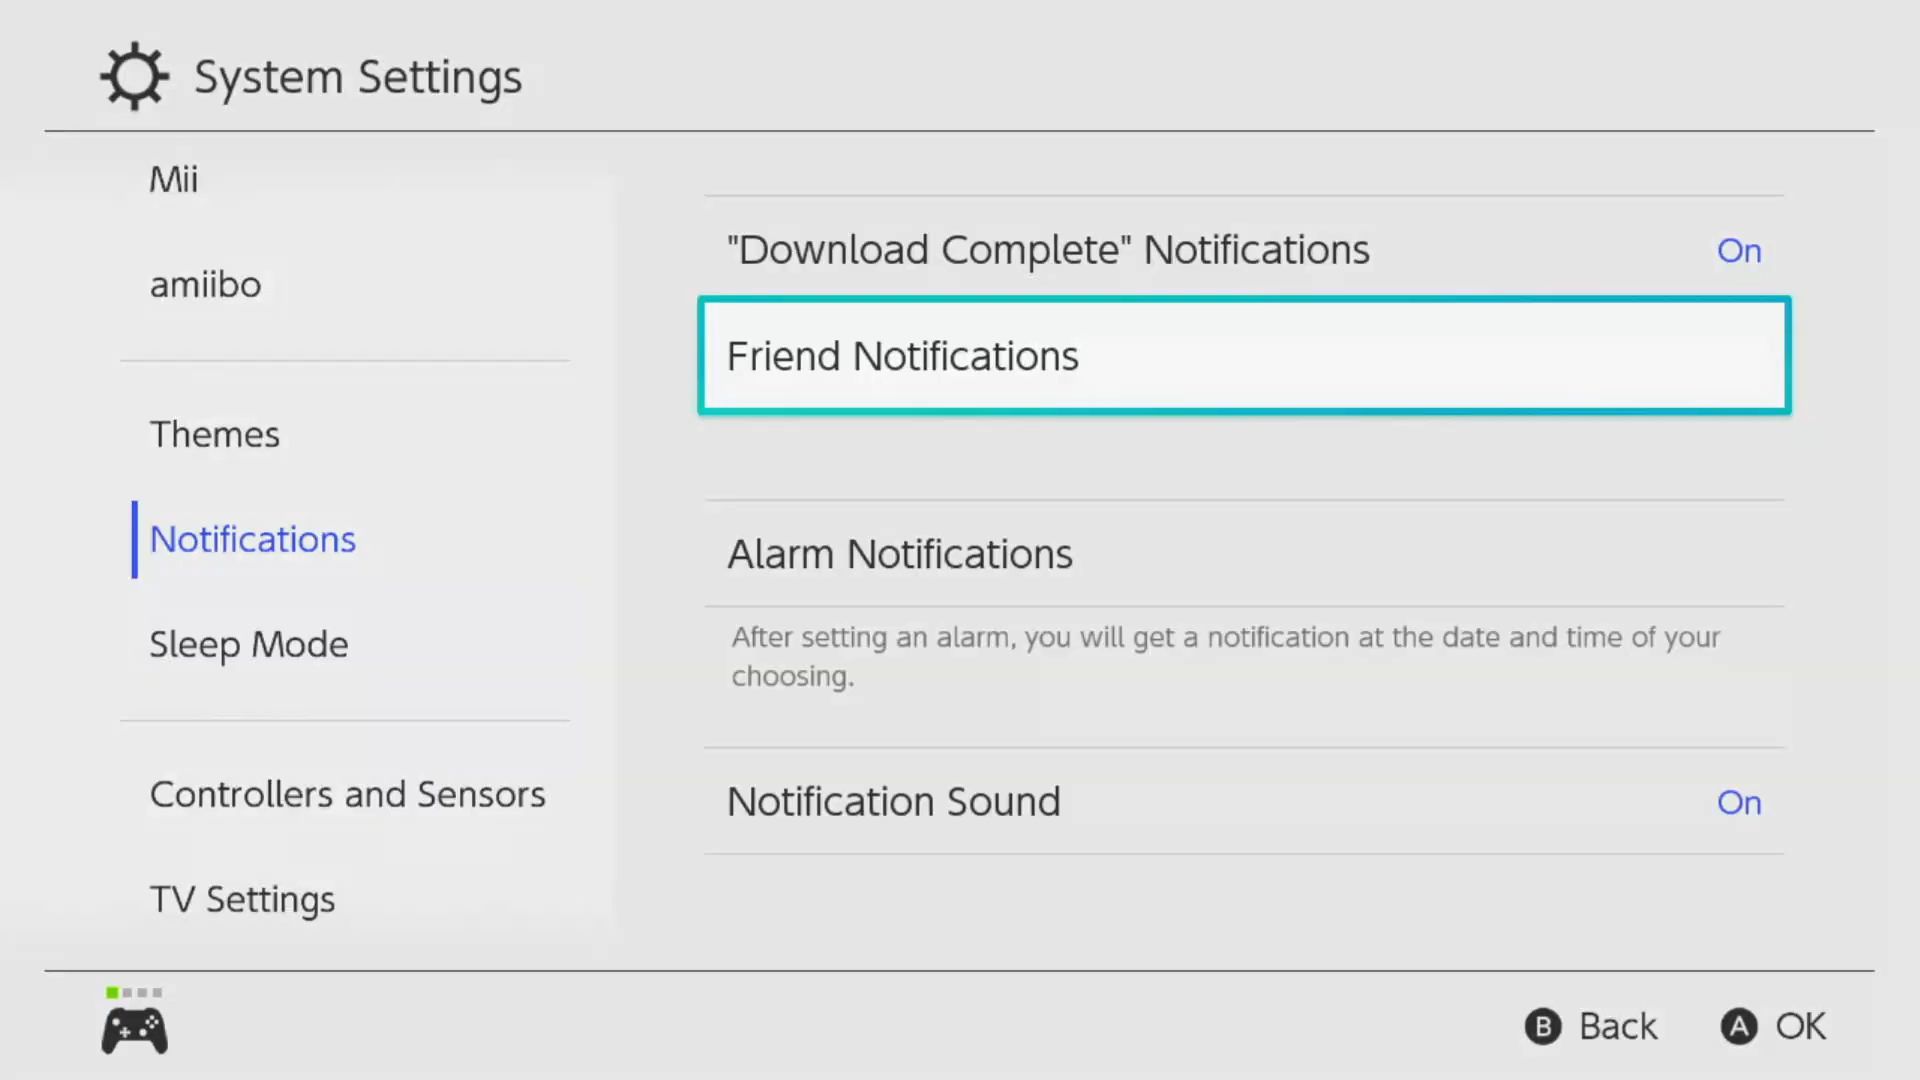 System Settings
Mii
amiibo
Themes
Notifications
Sleep Mode
Controllers and Sensors
TV Settings
"Download Complete" Notifications
On
Friend Notifications
Alarm Notifications
After setting an alarm, you will get a notification at the date and time of your
choosing.
Notification Sound
On
B Back
A OK